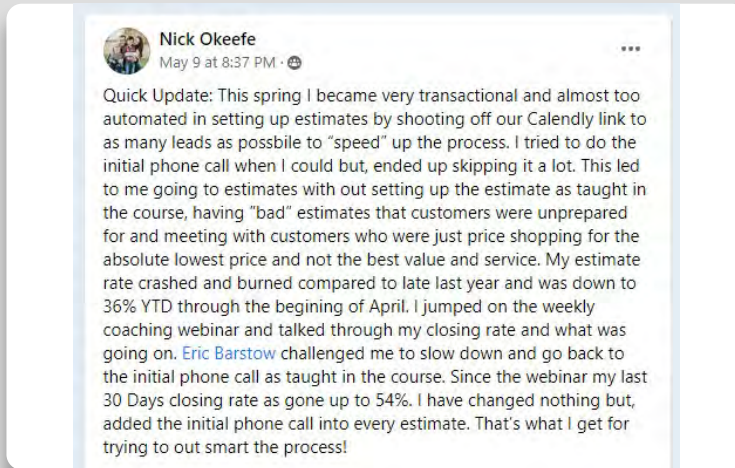 Nick Okeefe
May 9 at 8:37 PM ·
Quick Update: This spring I became very transactional and almost too
automated in setting up estimates by shooting off our Calendly link to
as many leads as possbile to "speed" up the process. I tried to do the
initial phone call when I could but, ended up skipping it a lot. This led
to me going to estimates with out setting up the estimate as taught in
the course, having "bad" estimates that customers were unprepared
for and meeting with customers who were just price shopping for the
absolute lowest price and not the best value and service. My estimate
rate crashed and burned compared to late last year and was down to
36% YTD through the begining of April. I jumped on the weekly
coaching webinar and talked through my closing rate and what was
going on. Eric Barstow challenged me to slow down and go back to
the initial phone call as taught in the course. Since the webinar my last
30 Days closing rate as gone up to 54%. I have changed nothing but,
added the initial phone call into every estimate. That's what I get for
trying to out smart the process!